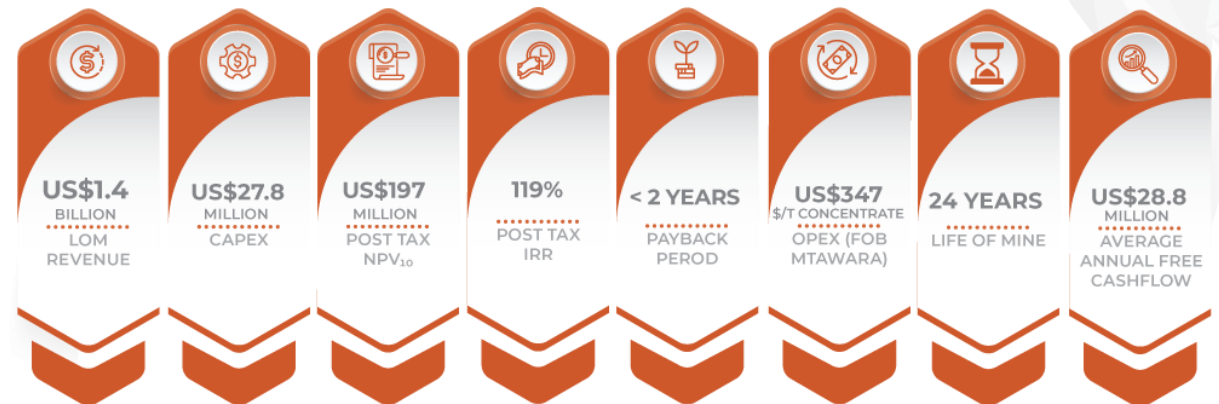 US$1.4
BILLION
LOM
REVENUE
US$27.8
MILLION
CAPEX
US$197
MILLION
POST TAX
NPV₁₀
119%
POST TAX
IRR
< 2 YEARS
PAYBACK
PEROD
US$347
$/T CONCENTRATE
OPEX (FOB
MTAWARA)
24 YEARS
LIFE OF MINE
US$28.8
MILLION
AVERAGE
ANNUAL FREE
CASHFLOW